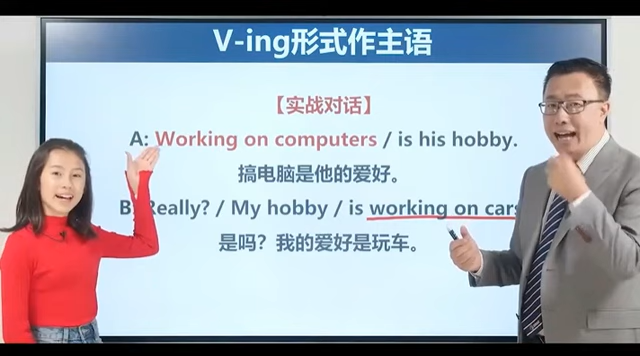 V-ing形式作主语
【实战对话】
A: Working on computers / is his hobby.
搞电脑是他的爱好。
B: Really? / My hobby / is working on cars
是吗？我的爱好是玩车。